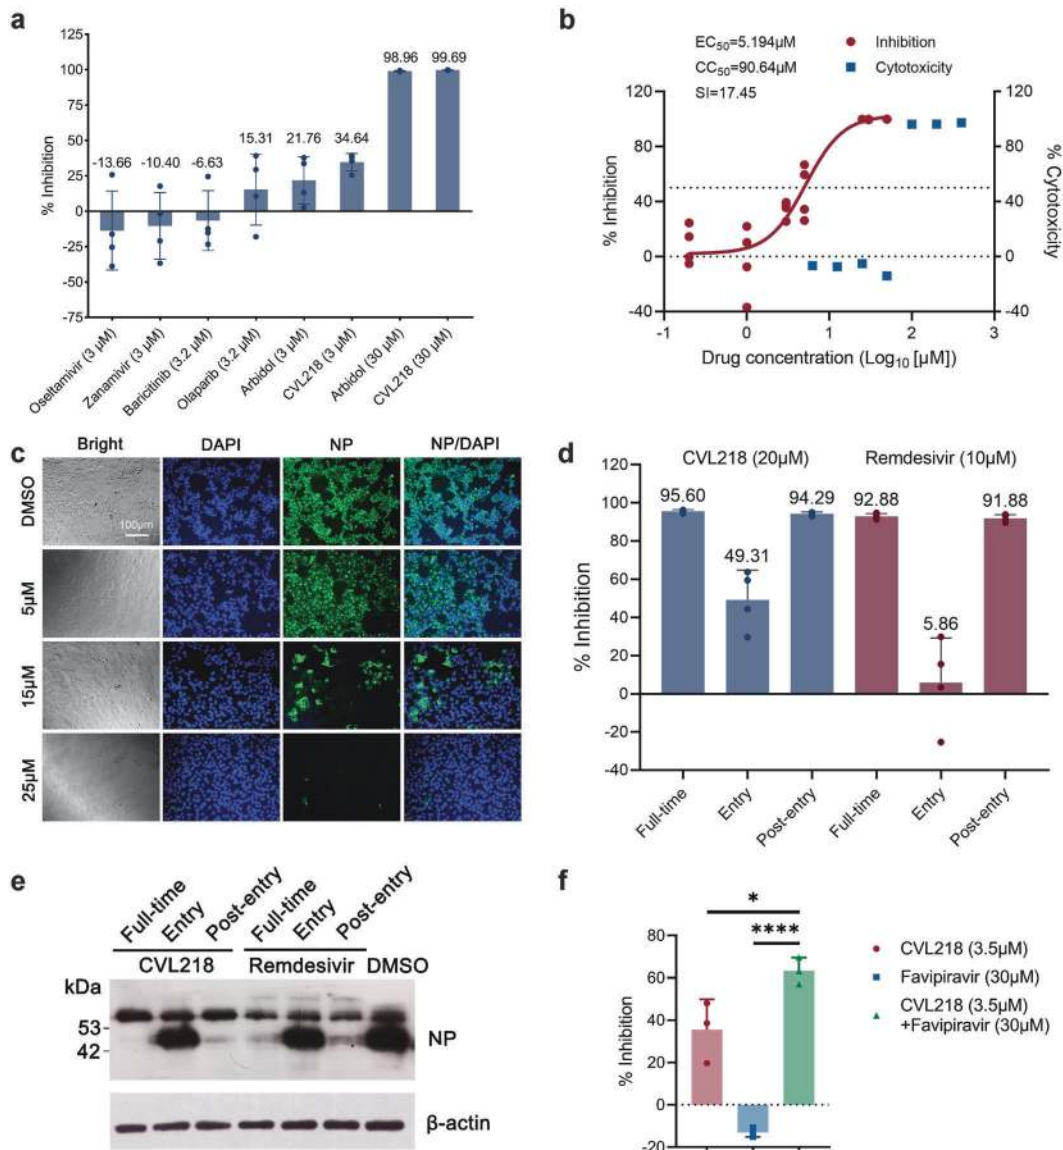 a
% Inhibition
125
100
75
50
25
0
-25
-50
-75
-13.66
-10.40
-6.63
15.31
21.76
34.64
98.96
99.69
Oseltamivir (3 µM)
Zanamivir (3 µM)
Baricitinib (3.2 µM)
Olaparib (3.2 µM)
Arbidol (3 µM)
CVL218 (3 µM)
Arbidol (30 µM)
CVL218 (30 µM)
b
EC50=5.194µM
CC50=90.64µM
SI=17.45
Inhibition
Cytotoxicity
% Inhibition
120
80
40
0
-40
120
80
40
0
-40
% Cytotoxicity
-1
0
1
2
3
Drug concentration (Log10 [µM])
c
Bright
DAPI
NP
NP/DAPI
DMSO
100µm
5µM
15µM
25µM
d
CVL218 (20µM)
Remdesivir (10µM)
% Inhibition
120
100
80
60
40
20
0
-20
-40
95.60
49.31
94.29
92.88
5.86
91.88
Full-time
Entry
Post-entry
Full-time
Entry
Post-entry
e
Full-time
Entry
Post-entry
Full-time
Entry
Post-entry
CVL218
Remdesivir
DMSO
kDa
53
42
NP
β-actin
f
*
****
% Inhibition
80
60
40
20
0
-20
CVL218 (3.5µM)
Favipiravir (30µM)
CVL218 (3.5µM)
+Favipiravir (30µM)